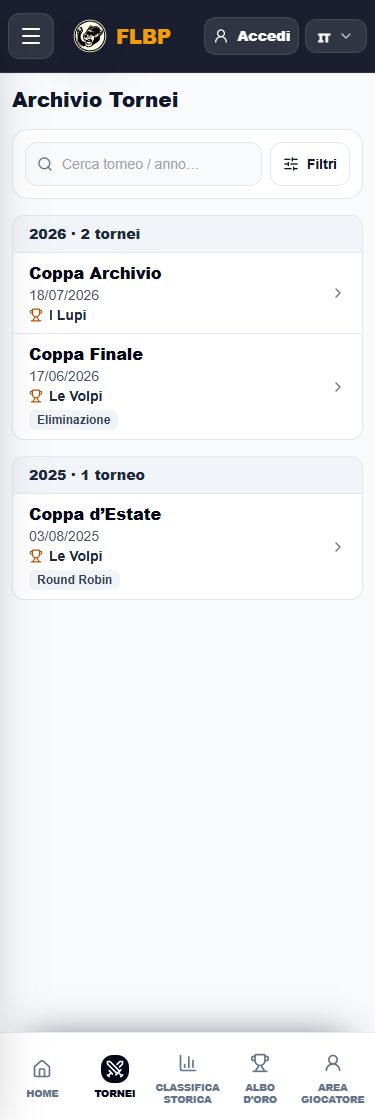 FLBP
Accedi
IT
Archivio Tornei
Cerca torneo / anno...
Filtri
2026 · 2 tornei
Coppa Archivio
18/07/2026
I Lupi
Coppa Finale
17/06/2026
Le Volpi
Eliminazione
2025 · 1 torneo
Coppa d’Estate
03/08/2025
Le Volpi
Round Robin
HOME
TORNEI
CLASSIFICA
STORICA
ALBO
D'ORO
AREA
GIOCATORE